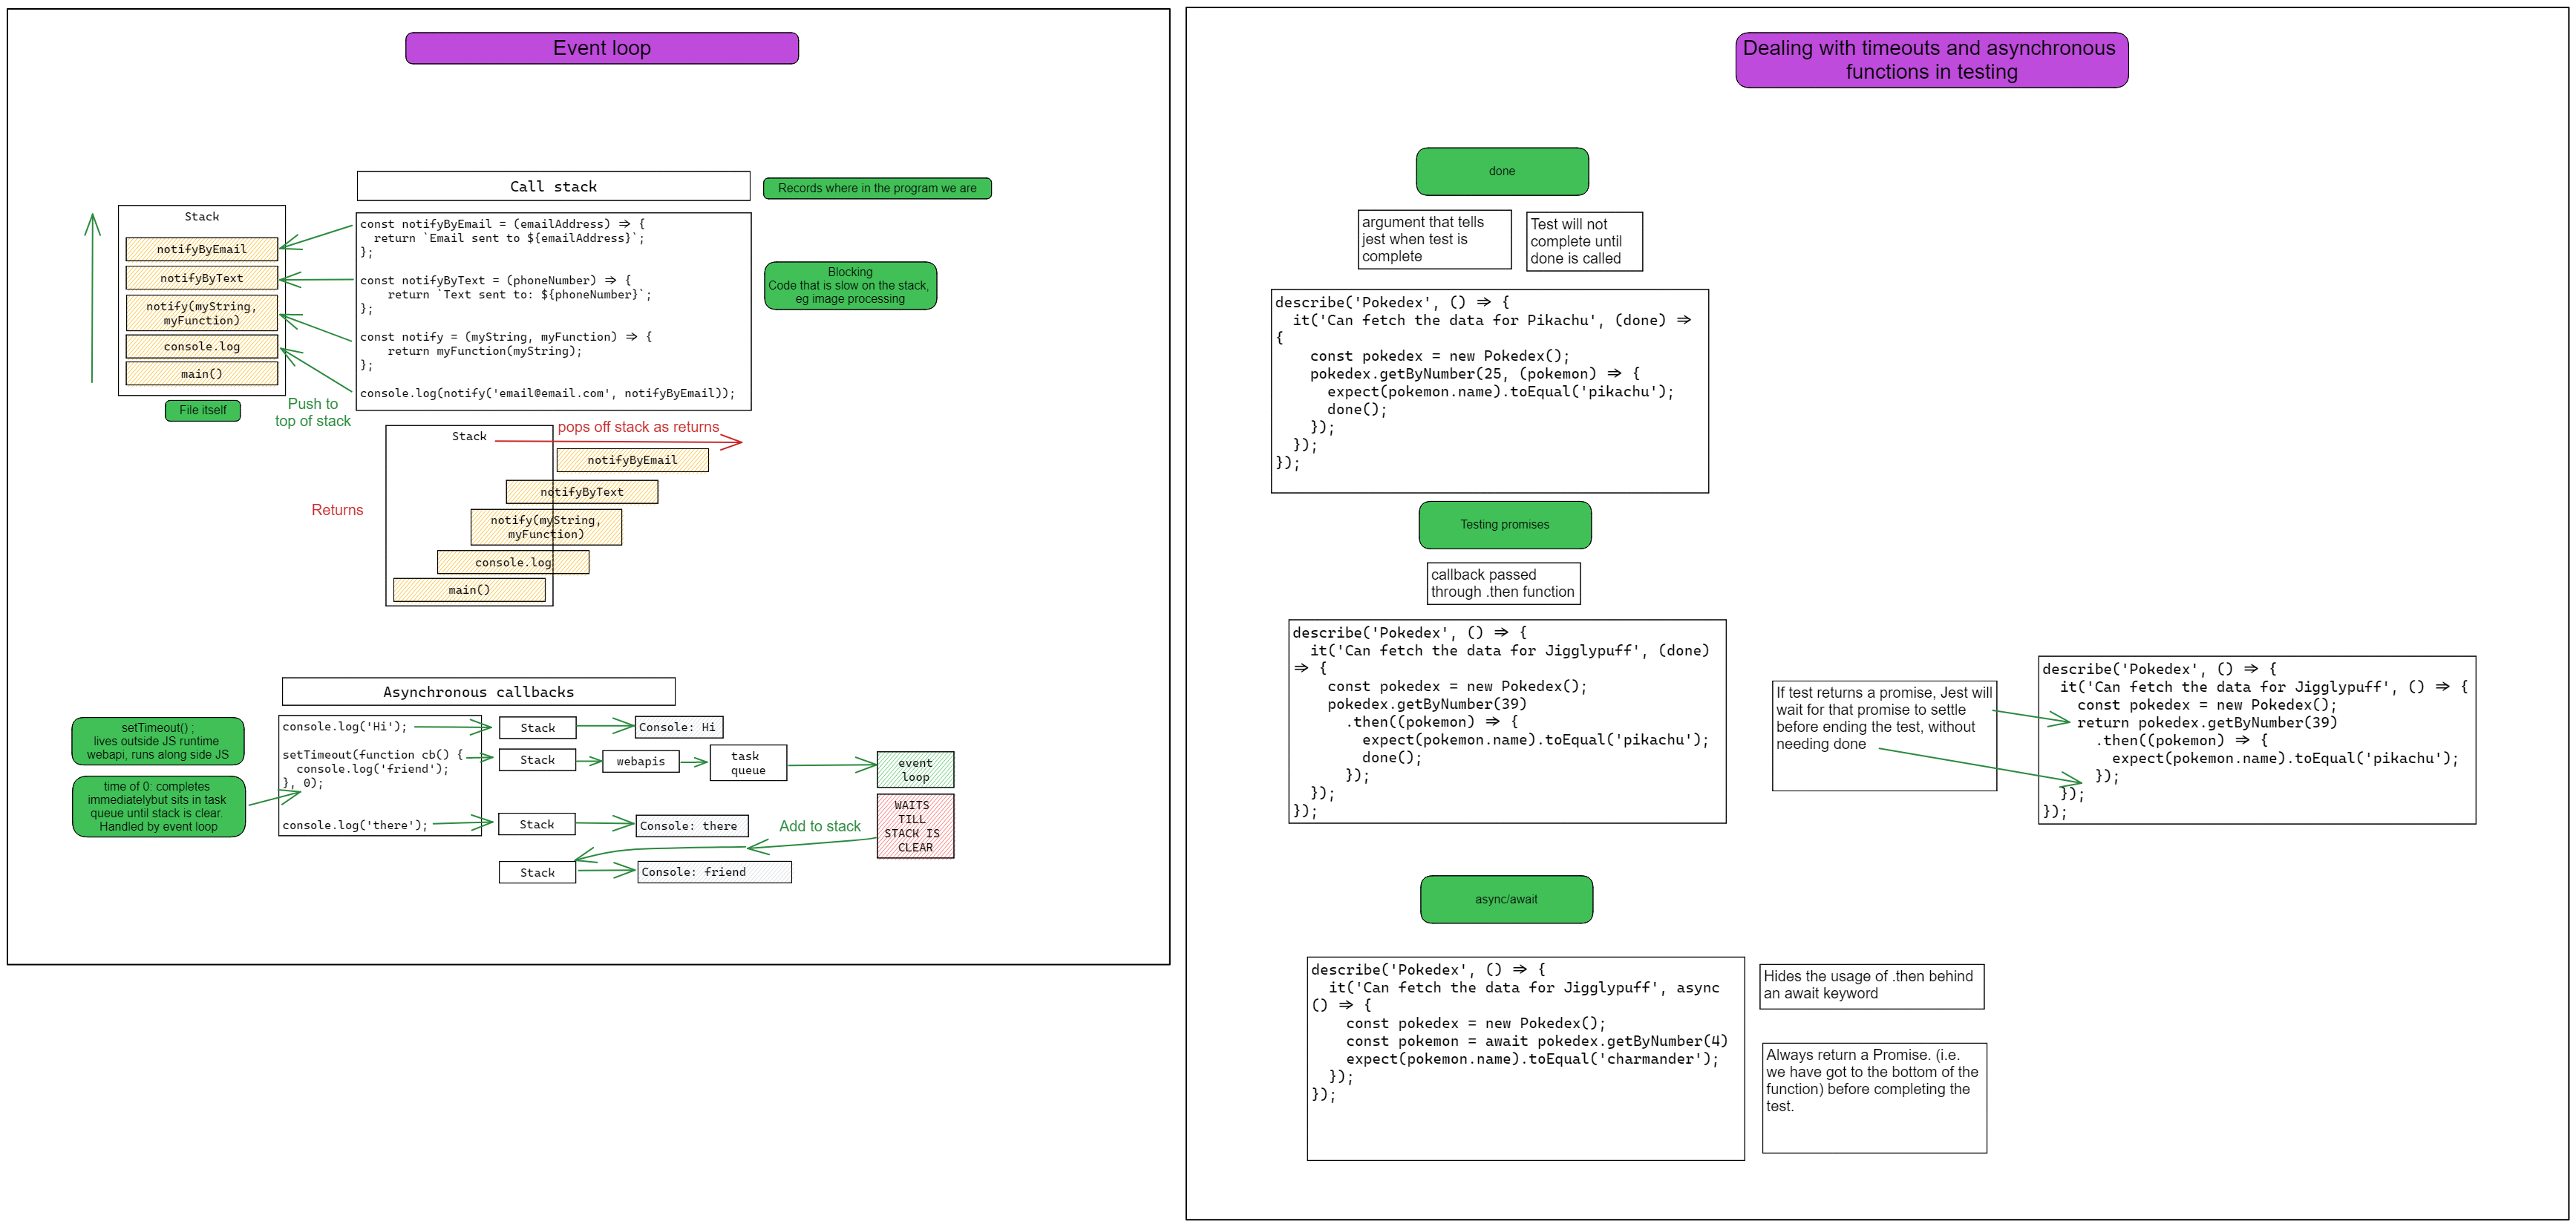 Event loop
Call stack
Records where in the program we are
Stack
notifyByEmail
notifyByText
notify(myString,
myFunction)
console.log
main()
File itself
Push to
top of stack
const notifyByEmail = (emailAddress) => {
  return `Email sent to ${emailAddress}`;
};
const notifyByText = (phoneNumber) => {
    return `Text sent to: ${phoneNumber}`;
};
const notify = (myString, myFunction) => {
    return myFunction(myString);
};
console.log(notify('email@email.com', notifyByEmail));
Blocking
Code that is slow on the stack,
eg image processing
Stack
pops off stack as returns
notifyByEmail
notifyByText
Returns
notify(myString,
myFunction)
console.log
main()
Asynchronous callbacks
setTimeout() ;
lives outside JS runtime
webapi, runs along side JS
time of 0: completes
immediatelybut sits in task
queue until stack is clear.
Handled by event loop
console.log('Hi');
setTimeout(function cb() {
  console.log('friend');
}, 0);
console.log('there');
Stack
Console: Hi
Stack
webapis
task
queue
event
loop
Stack
Console: there
WAITS
TILL
STACK IS
CLEAR
Add to stack
Stack
Console: friend
Dealing with timeouts and asynchronous
functions in testing
done
argument that tells
jest when test is
complete
Test will not
complete until
done is called
describe('Pokedex', () => {
  it('Can fetch the data for Pikachu', (done) =>
{
    const pokedex = new Pokedex();
    pokedex.getByNumber(25, (pokemon) => {
      expect(pokemon.name).toEqual('pikachu');
      done();
    });
  });
});
Testing promises
callback passed
through .then function
describe('Pokedex', () => {
  it('Can fetch the data for Jigglypuff', (done)
=> {
    const pokedex = new Pokedex();
    pokedex.getByNumber(39)
      .then((pokemon) => {
        expect(pokemon.name).toEqual('pikachu');
        done();
      });
  });
});
If test returns a promise, Jest will
wait for that promise to settle
before ending the test, without
needing done
describe('Pokedex', () => {
  it('Can fetch the data for Jigglypuff', () => {
    const pokedex = new Pokedex();
    return pokedex.getByNumber(39)
      .then((pokemon) => {
        expect(pokemon.name).toEqual('pikachu');
      });
  });
});
async/await
describe('Pokedex', () => {
  it('Can fetch the data for Jigglypuff', async
() => {
    const pokedex = new Pokedex();
    const pokemon = await pokedex.getByNumber(4)
    expect(pokemon.name).toEqual('charmander');
  });
});
Hides the usage of .then behind
an await keyword
Always return a Promise. (i.e.
we have got to the bottom of the
function) before completing the
test.